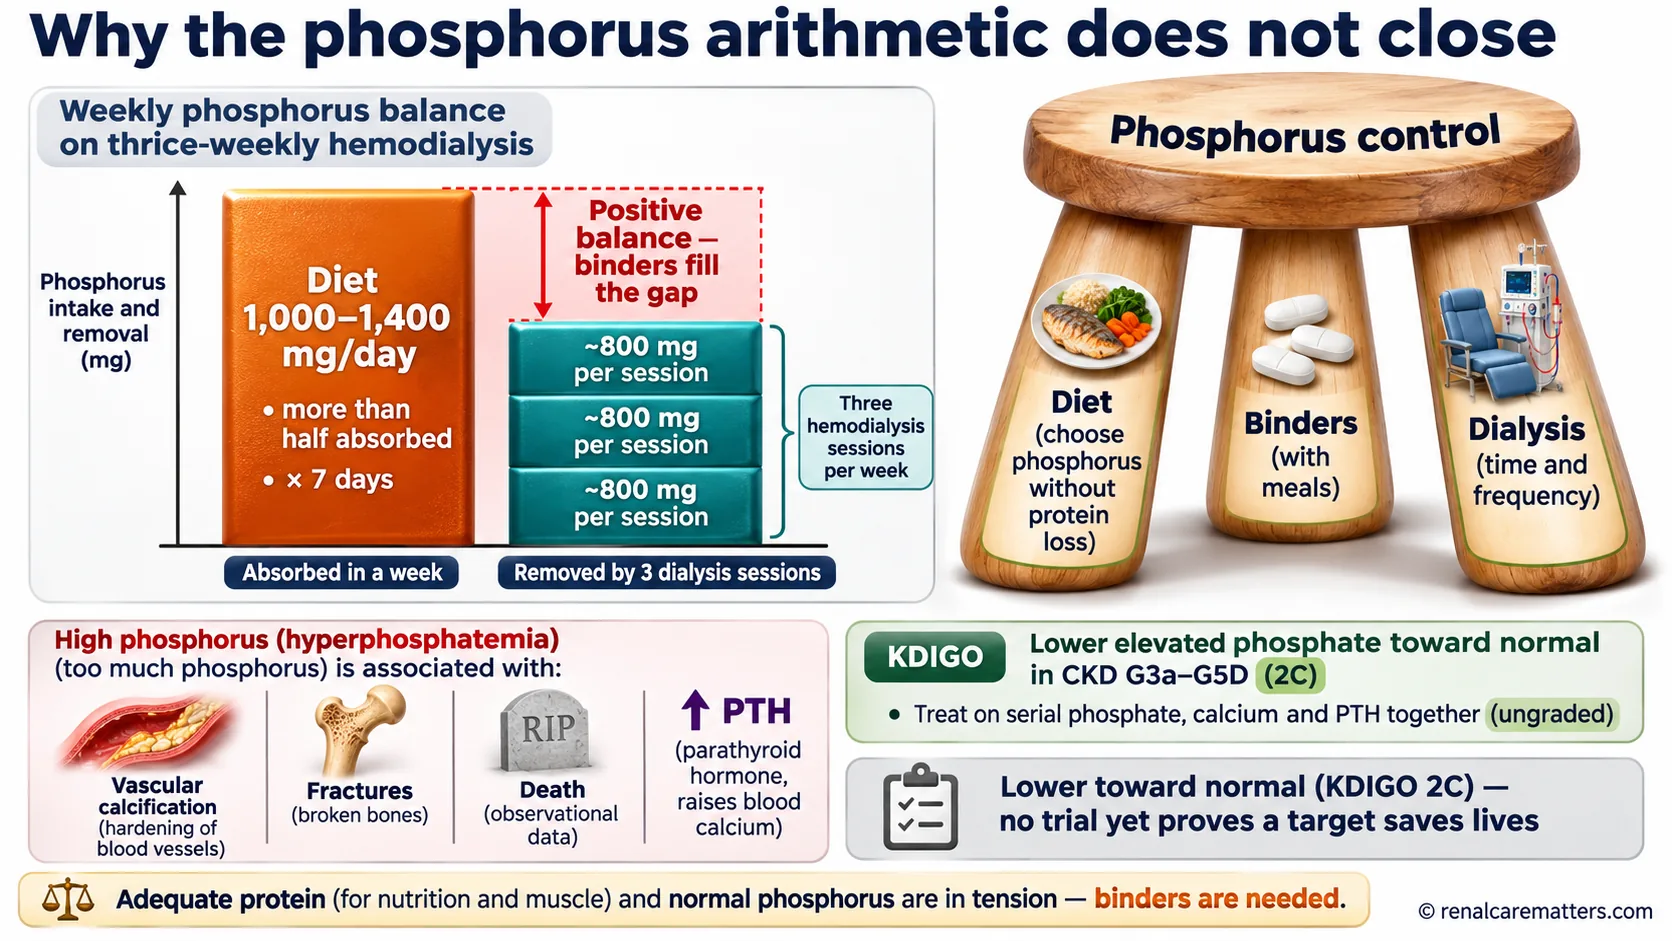 Why the phosphorus arithmetic does not close
Weekly phosphorus balance
on thrice-weekly hemodialysis
Phosphorus
intake and
removal
(mg)
Diet
1,000–1,400
mg/day
• more than
half absorbed
• × 7 days
Positive
balance –
binders fill
the gap
~800 mg
per session
~800 mg
per session
~800 mg
per session
Three
hemodialysis
sessions
per week
Absorbed in a week
Removed by 3 dialysis sessions
Phosphorus control
Diet
(choose
phosphorus
without
protein
loss)
Binders
(with
meals)
Dialysis
(time and
frequency)
High phosphorus (hyperphosphatemia)
(too much phosphorus) is associated with:
Vascular
calcification
(hardening of
blood vessels)
Fractures
(broken bones)
RIP
Death
(observational
data)
↑ PTH
(parathyroid
hormone,
raises blood
calcium)
KDIGO
Lower elevated phosphate toward normal
in CKD G3a–G5D (2C)
• Treat on serial phosphate, calcium and PTH together (ungraded)
Lower toward normal (KDIGO 2C) —
no trial yet proves a target saves lives
Adequate protein (for nutrition and muscle) and normal phosphorus are in tension — binders are needed.
© renalcarematters.com